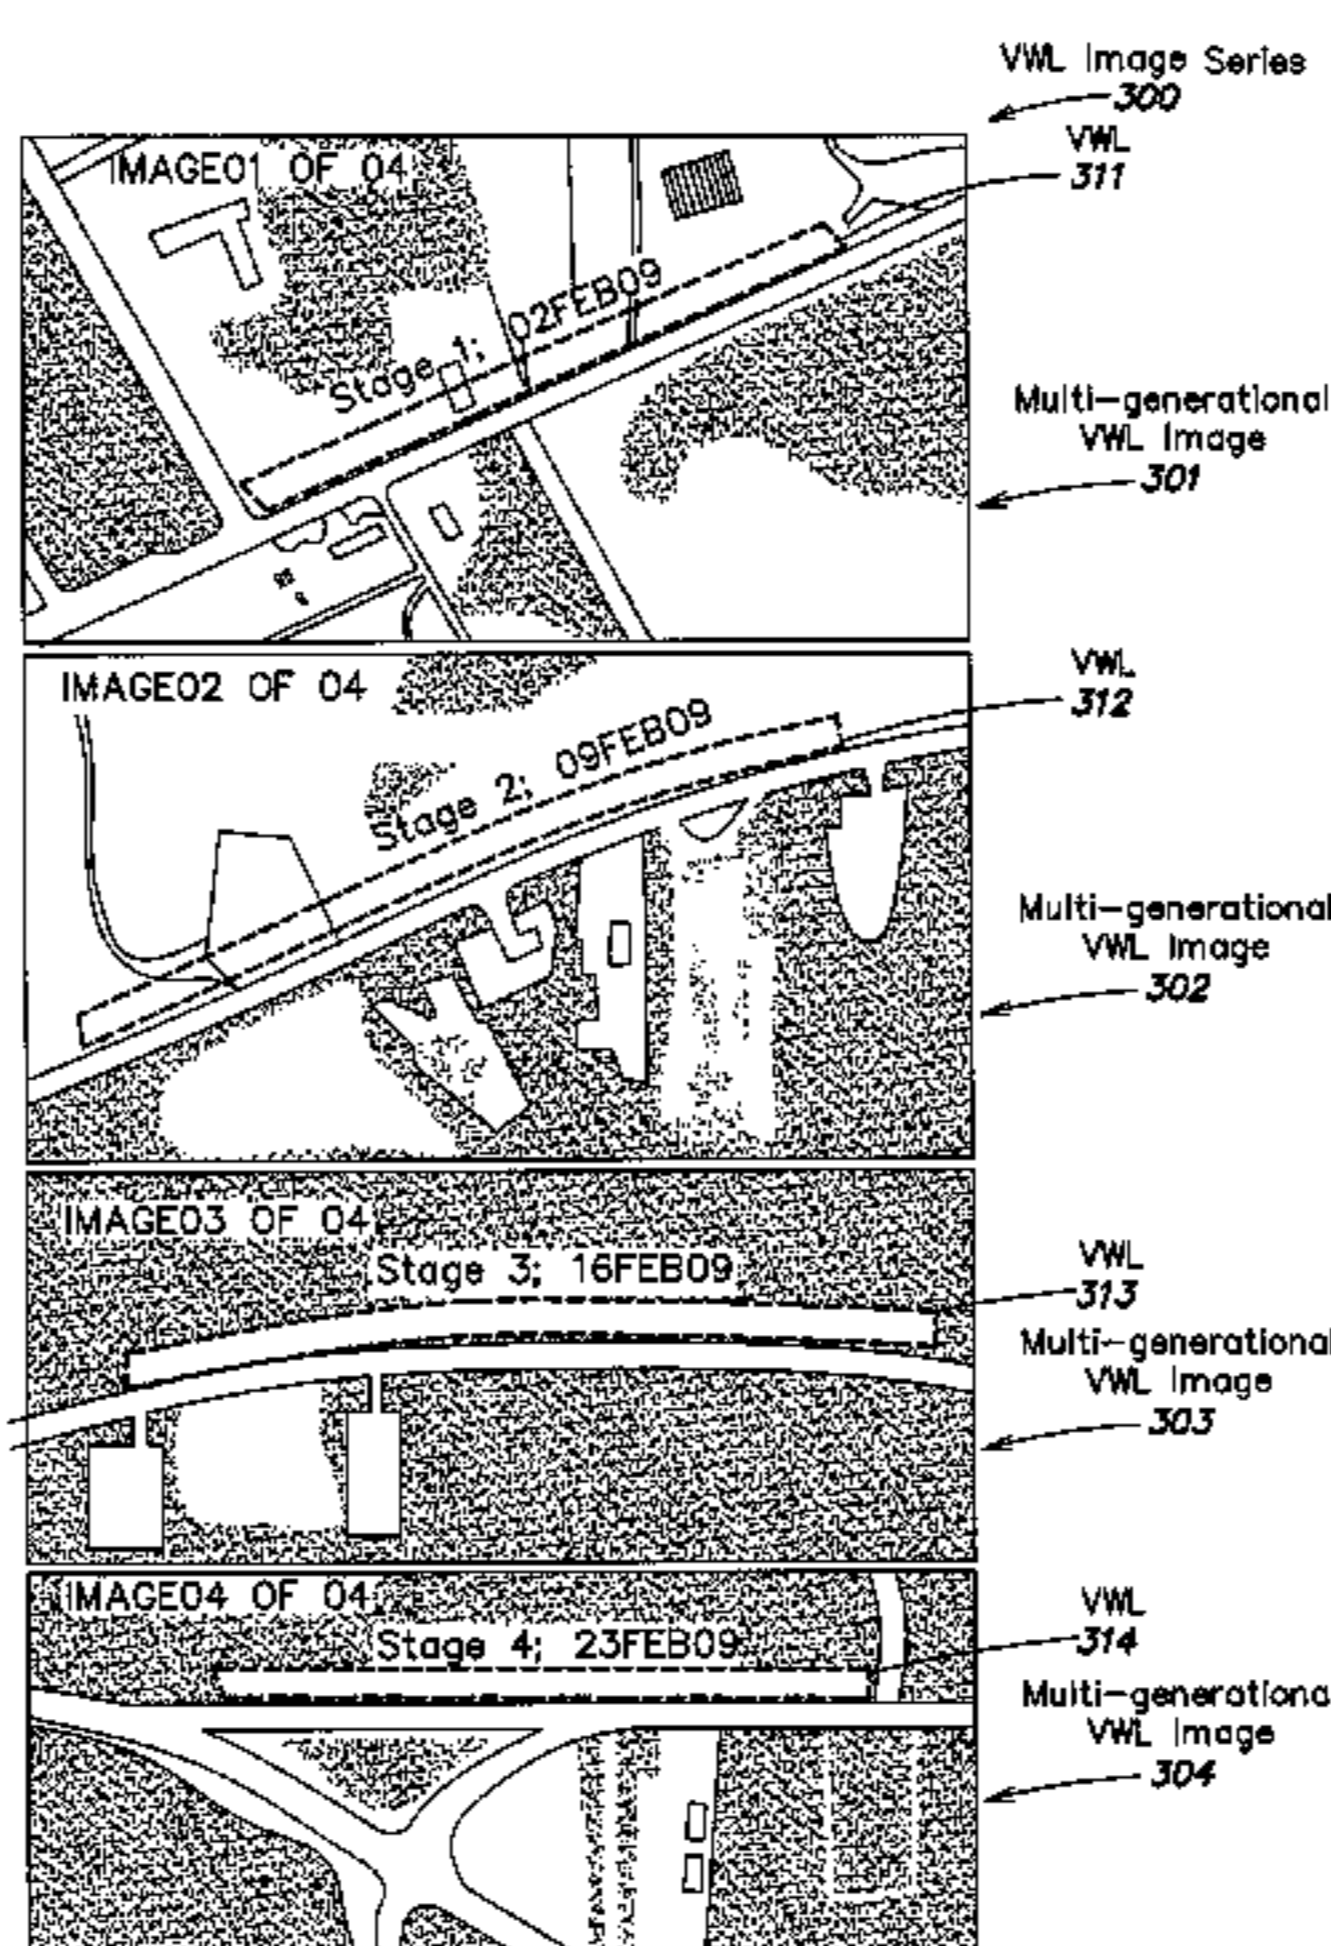 VWL Image Series
300
IMAGE01 OF 04
VWL
311
Stage 1; 02FEB09
Multi-generational
VWL Image
301
IMAGE02 OF 04
VWL
312
Stage 2; 09FEB09
Multi-generational
VWL Image
302
IMAGE03 OF 04
Stage 3; 16FEB09
VWL
313
Multi-generational
VWL Image
303
IMAGE04 OF 04
Stage 4; 23FEB09
VWL
314
Multi-generationa
VWL Image
304